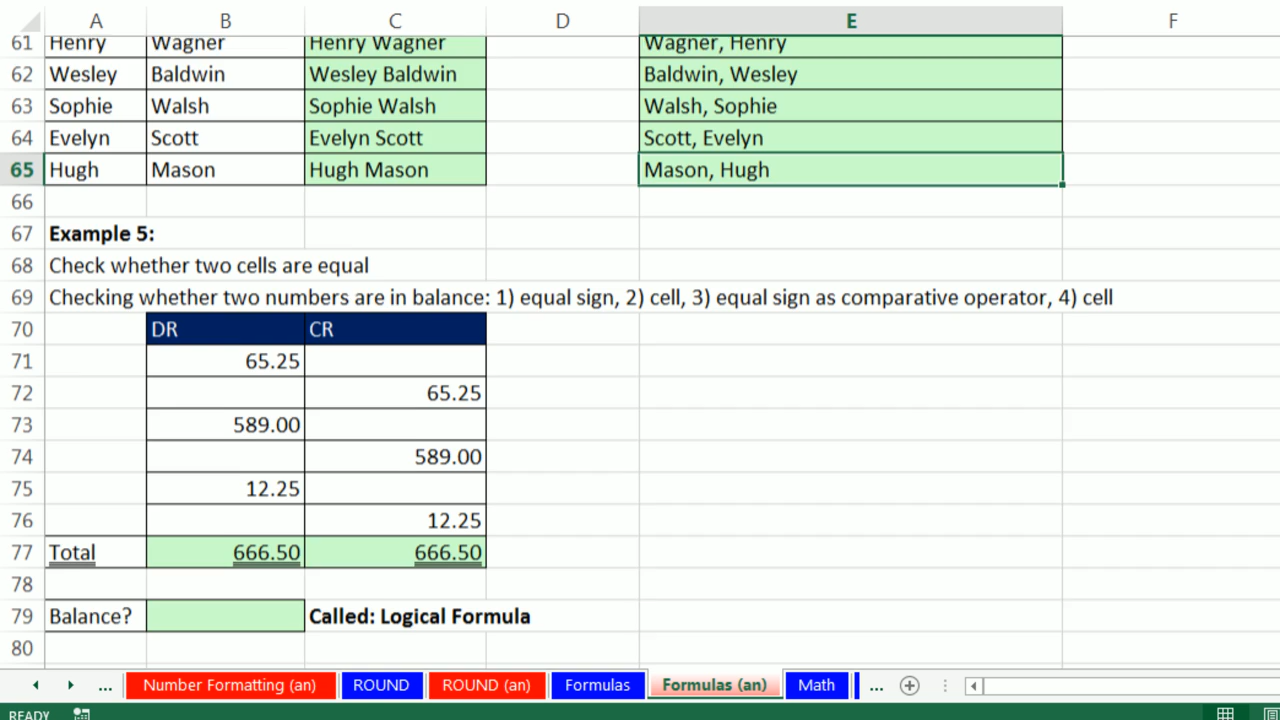 A B C D E F
61 Henry Wagner Henry Wagner Wagner, Henry
62 Wesley Baldwin Wesley Baldwin Baldwin, Wesley
63 Sophie Walsh Sophie Walsh Walsh, Sophie
64 Evelyn Scott Evelyn Scott Scott, Evelyn
65 Hugh Mason Hugh Mason Mason, Hugh
66
67 Example 5:
68 Check whether two cells are equal
69 Checking whether two numbers are in balance: 1) equal sign, 2) cell, 3) equal sign as comparative operator, 4) cell
70 DR CR
71 65.25
72 65.25
73 589.00
74 589.00
75 12.25
76 12.25
77 Total 666.50 666.50
78
79 Balance? Called: Logical Formula
80
... Number Formatting (an) ROUND ROUND (an) Formulas Formulas (an) Math ...
READY